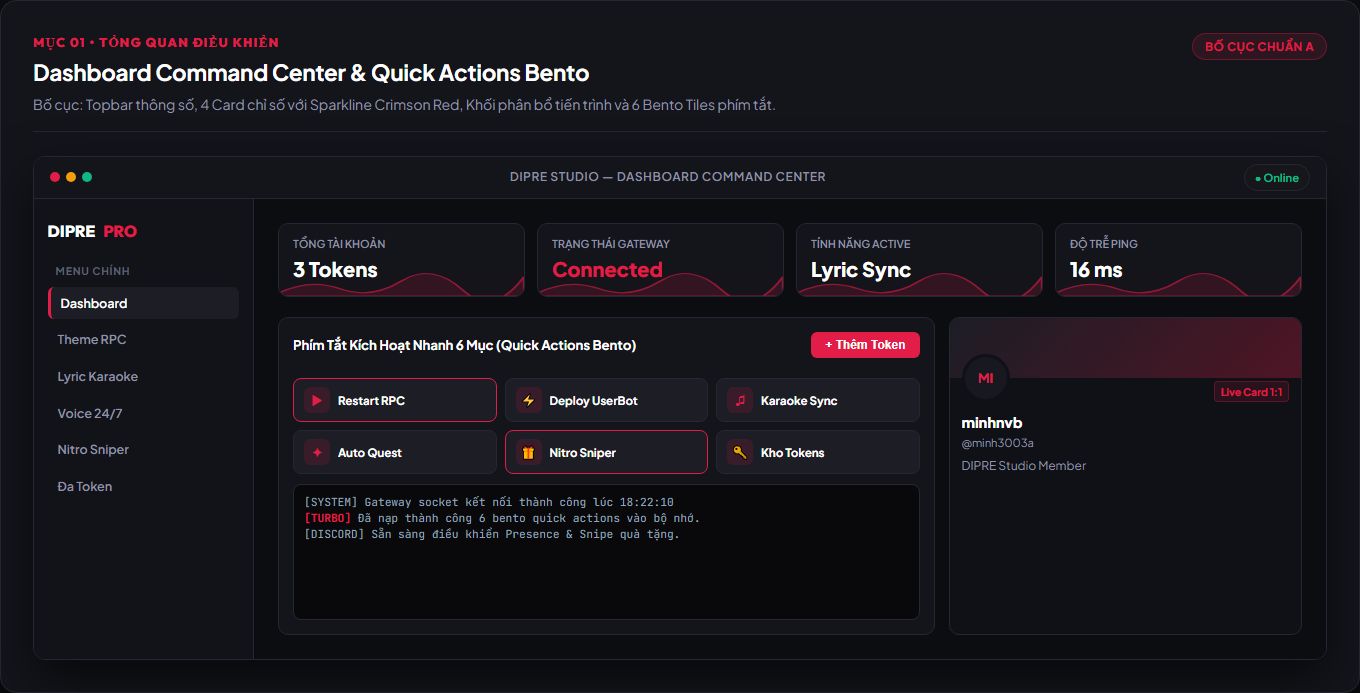 MỤC 01 • TỔNG QUAN ĐIỀU KHIỂN
BỐ CỤC CHUẨN A
Dashboard Command Center & Quick Actions Bento
Bố cục: Topbar thông số, 4 Card chỉ số với Sparkline Crimson Red, Khối phân bổ tiến trình và 6 Bento Tiles phím tắt.
DIPRE STUDIO — DASHBOARD COMMAND CENTER
● Online
DIPRE PRO
MENU CHÍNH
Dashboard
Theme RPC
Lyric Karaoke
Voice 24/7
Nitro Sniper
Đa Token
TỔNG TÀI KHOẢN
3 Tokens
TRẠNG THÁI GATEWAY
Connected
TÍNH NĂNG ACTIVE
Lyric Sync
ĐỘ TRỄ PING
16 ms
Phím Tắt Kích Hoạt Nhanh 6 Mục (Quick Actions Bento)
+ Thêm Token
Restart RPC
Deploy UserBot
Karaoke Sync
Auto Quest
Nitro Sniper
Kho Tokens
[SYSTEM] Gateway socket kết nối thành công lúc 18:22:10
[TURBO] Đã nạp thành công 6 bento quick actions vào bộ nhớ.
[DISCORD] Sẵn sàng điều khiển Presence & Snipe quà tặng.
MI
Live Card 1:1
minhnvb
@minh3003a
DIPRE Studio Member